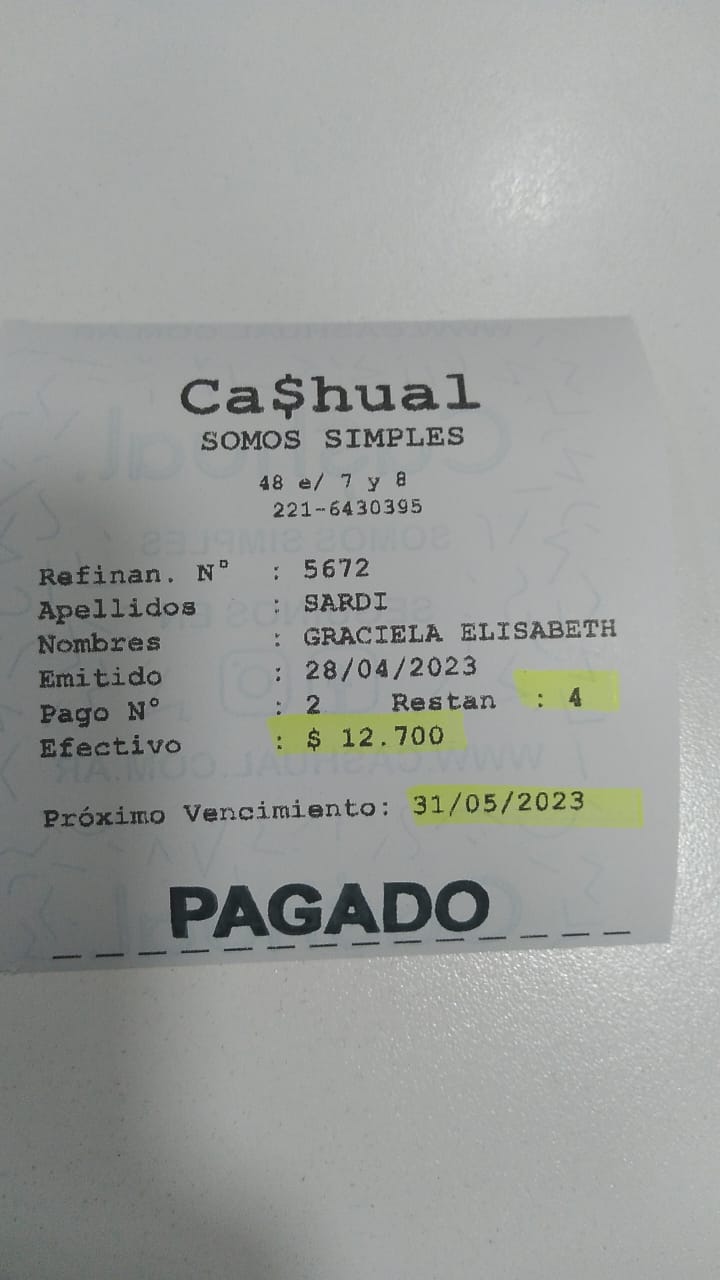 Ca$hual
SOMOS SIMPLES
48 e/ 7 y 8
221-6430395
Refinan. N° : 5672
Apellidos : SARDI
Nombres : GRACIELA ELISABETH
Emitido : 28/04/2023
Pago N° : 2 Restan : 4
Efectivo : $ 12.700
Próximo Vencimiento: 31/05/2023
PAGADO